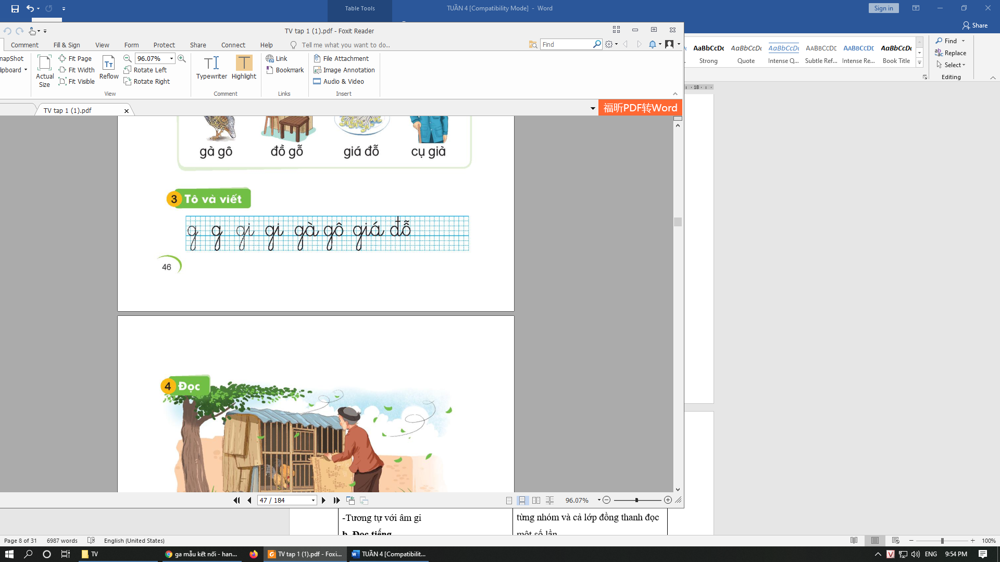 Table Tools
TUẦN 4 [Compatibility Mode] - Word
Sign in
Share
TV tap 1 (1).pdf - Foxit Reader
Comment Fill & Sign View Form Protect Share Connect Help Tell me what you want to do.. Find
napShot
ipboard
Actual Size
Fit Page
Fit Width
Fit Visible
Reflow
96.07%
Rotate Left
Rotate Right
View
Typewriter Highlight
Comment
Link
Bookmark
Links
File Attachment
Image Annotation
Audio & Video
Insert
AaBbCcDc AaBbCcDc AaBbCcDc AABBCCDE AABBCCDE AaBbCcDc
Strong Quote Intense Q... Subtle Ref... Intense Re... Book Title
Find
Replace
Select
Editing
18
TV tap 1 (1).pdf
福昕PDF转Word
gà gô đồ gỗ giá đỗ cụ già
3 Tô và viết
g g gi gi gà gô giá đỗ
46
4 Đọc
47 / 184
96.07%
-Tương tự với âm gi
b. Đọc tiếng
từng nhóm và cả lớp đồng thanh đọc
một số lần.
Page 8 of 31 6987 words English (United States) 100%
TV
ga mẫu kết nối - han...
TV tap 1 (1).pdf - Foxi...
TUẦN 4 [Compatibilit...
ENG 9:54 PM